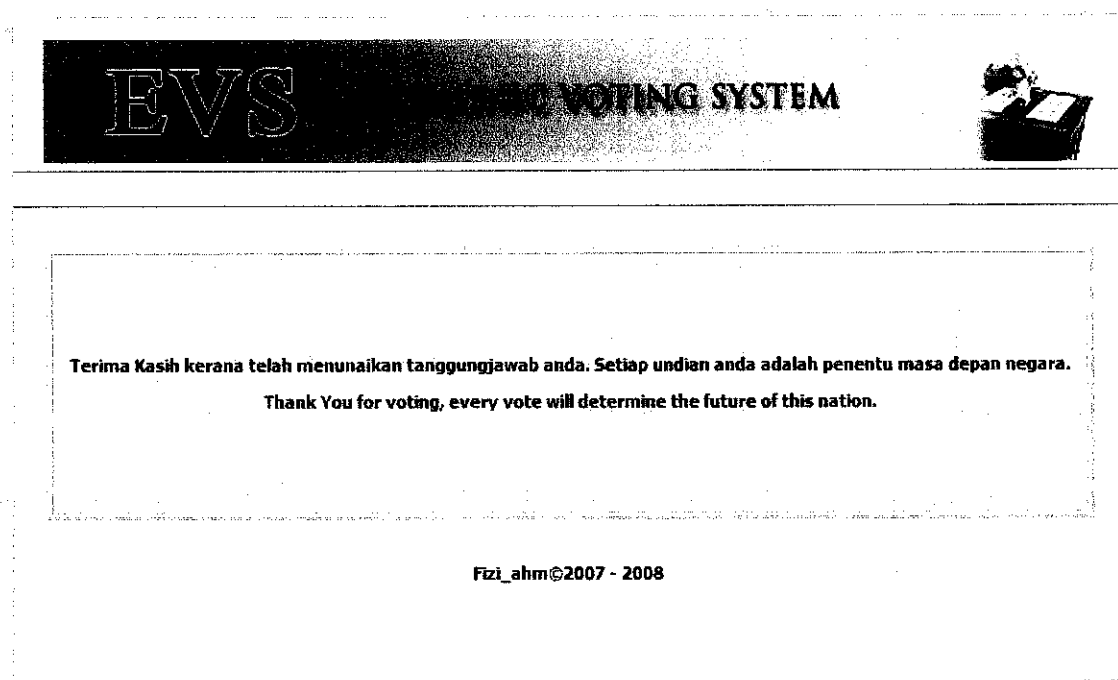 EVS VOTING SYSTEM
Terima Kasih kerana telah menunaikan tanggungjawab anda. Setiap undian anda adalah penentu masa depan negara.
Thank You for voting, every vote will determine the future of this nation.
Fizi_ahm©2007 - 2008